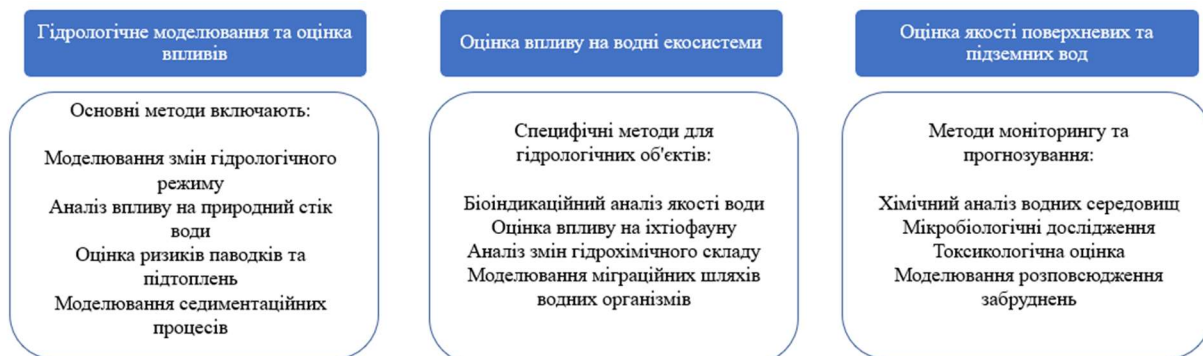 Гідрологічне моделювання та оцінка
впливів
Основні методи включають:
Моделювання змін гідрологічного
режиму
Аналіз впливу на природний стік
води
Оцінка ризиків паводків та
підтоплень
Моделювання седиментаційних
процесів
Оцінка впливу на водні екосистеми
Специфічні методи для
гідрологічних об'єктів:
Біоіндикаційний аналіз якості води
Оцінка впливу на іхтіофауну
Аналіз змін гідрохімічного складу
Моделювання міграційних шляхів
водних організмів
Оцінка якості поверхневих та
підземних вод
Методи моніторингу та
прогнозування:
Хімічний аналіз водних середовищ
Мікробіологічні дослідження
Токсикологічна оцінка
Моделювання розповсюдження
забруднень